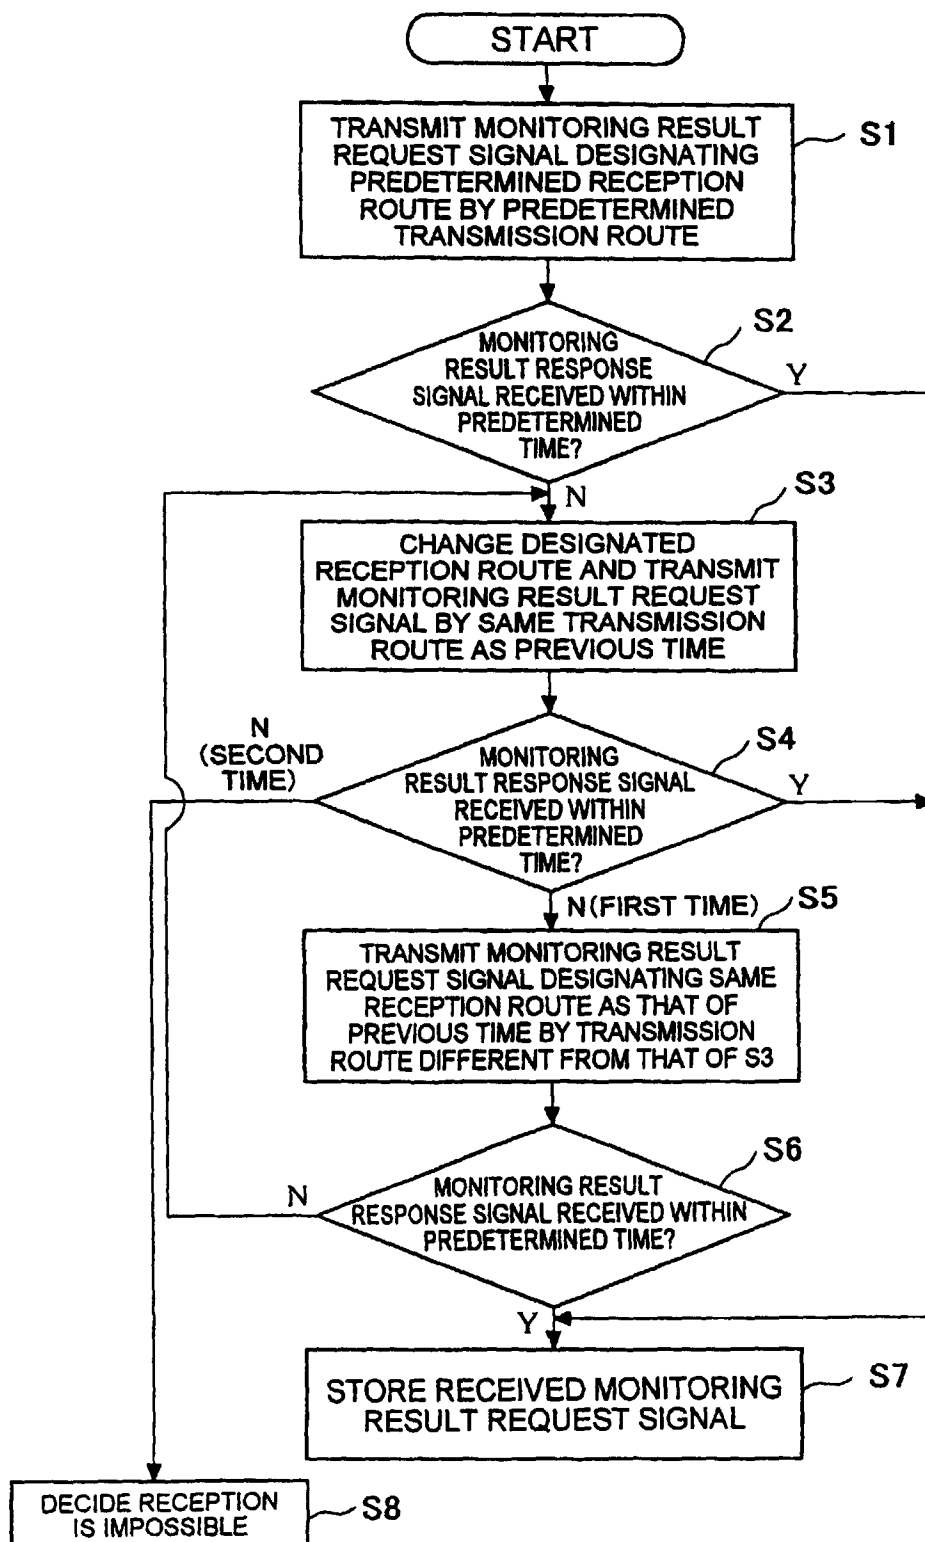 START
TRANSMIT MONITORING RESULT
REQUEST SIGNAL DESIGNATING
PREDETERMINED RECEPTION
ROUTE BY PREDETERMINED
TRANSMISSION ROUTE
S1
MONITORING
RESULT RESPONSE
SIGNAL RECEIVED WITHIN
PREDETERMINED
TIME?
S2
Y
N
CHANGE DESIGNATED
RECEPTION ROUTE AND TRANSMIT
MONITORING RESULT REQUEST
SIGNAL BY SAME TRANSMISSION
ROUTE AS PREVIOUS TIME
S3
N
(SECOND
TIME)
MONITORING
RESULT RESPONSE SIGNAL
RECEIVED WITHIN
PREDETERMINED
TIME?
S4
Y
N(FIRST TIME)
S5
TRANSMIT MONITORING RESULT
REQUEST SIGNAL DESIGNATING SAME
RECEPTION ROUTE AS THAT OF
PREVIOUS TIME BY TRANSMISSION
ROUTE DIFFERENT FROM THAT OF S3
S6
N
MONITORING RESULT
RESPONSE SIGNAL RECEIVED WITHIN
PREDETERMINED TIME?
Y
STORE RECEIVED MONITORING
RESULT REQUEST SIGNAL
S7
DECIDE RECEPTION
IS IMPOSSIBLE
S8